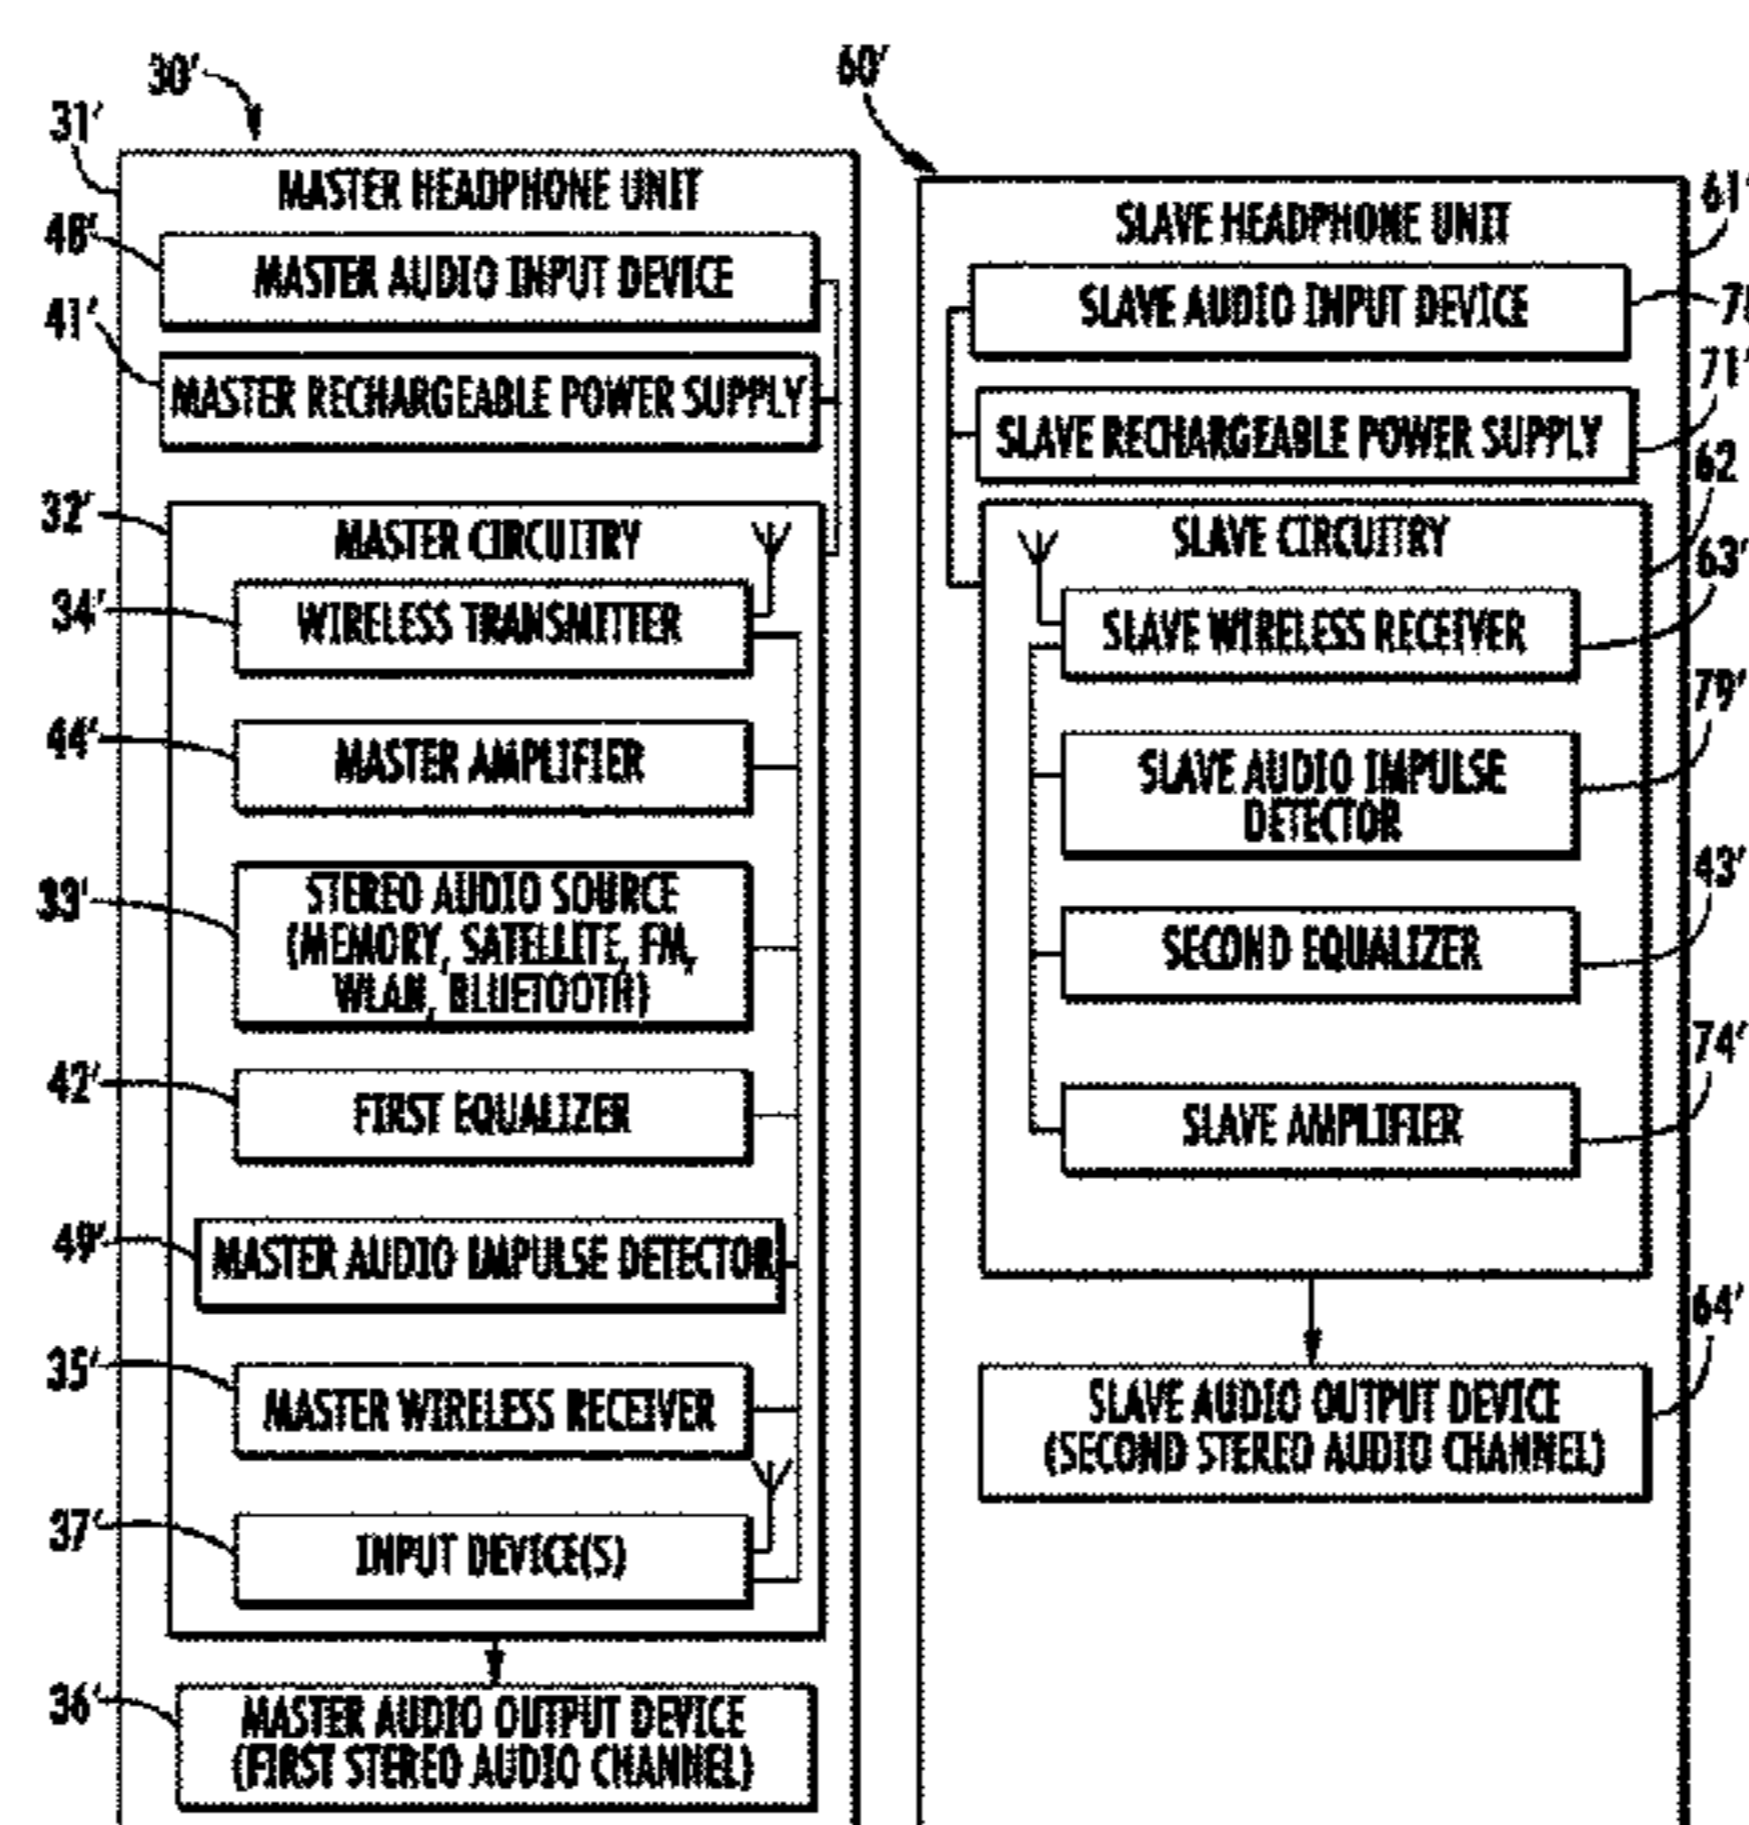 30'
31'
MASTER HEADPHONE UNIT
48'
MASTER AUDIO INPUT DEVICE
41'
MASTER RECHARGEABLE POWER SUPPLY
32'
MASTER CIRCUITRY
34'
WIRELESS TRANSMITTER
44'
MASTER AMPLIFIER
33'
STEREO AUDIO SOURCE
(MEMORY, SATELLITE, FM,
WLAN, BLUETOOTH)
42'
FIRST EQUALIZER
49'
MASTER AUDIO IMPULSE DETECTOR
35'
MASTER WIRELESS RECEIVER
37'
INPUT DEVICE(S)
36'
MASTER AUDIO OUTPUT DEVICE
(FIRST STEREO AUDIO CHANNEL)
60'
SLAVE HEADPHONE UNIT
61'
SLAVE AUDIO INPUT DEVICE
71'
SLAVE RECHARGEABLE POWER SUPPLY
62
SLAVE CIRCUITRY
63'
SLAVE WIRELESS RECEIVER
79'
SLAVE AUDIO IMPULSE
DETECTOR
43'
SECOND EQUALIZER
74'
SLAVE AMPLIFIER
64'
SLAVE AUDIO OUTPUT DEVICE
(SECOND STEREO AUDIO CHANNEL)